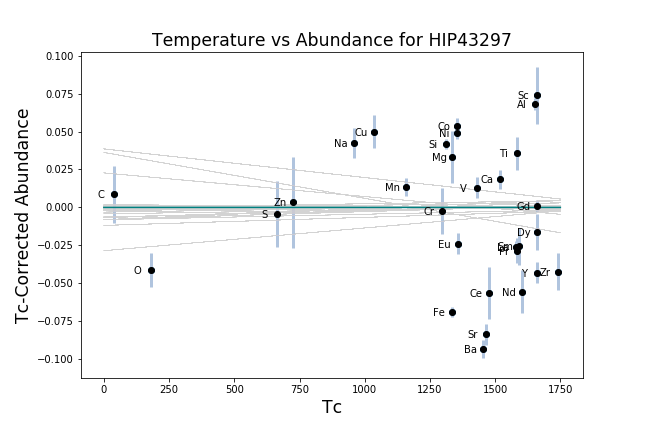 Temperature vs Abundance for HIP43297
Tc-Corrected Abundance
0.100
0.075
0.050
0.025
0.000
−0.025
−0.050
−0.075
−0.100
Sc
Al
Co
Cu
Ni
Na
Si
Mg
Ti
Ca
Mn
V
C
Zn
Gd
Cr
S
Dy
Eu
Sm
Pr
O
Y
Zr
Ce
Nd
Fe
Sr
Ba
0
250
500
750
1000
1250
1500
1750
Tc